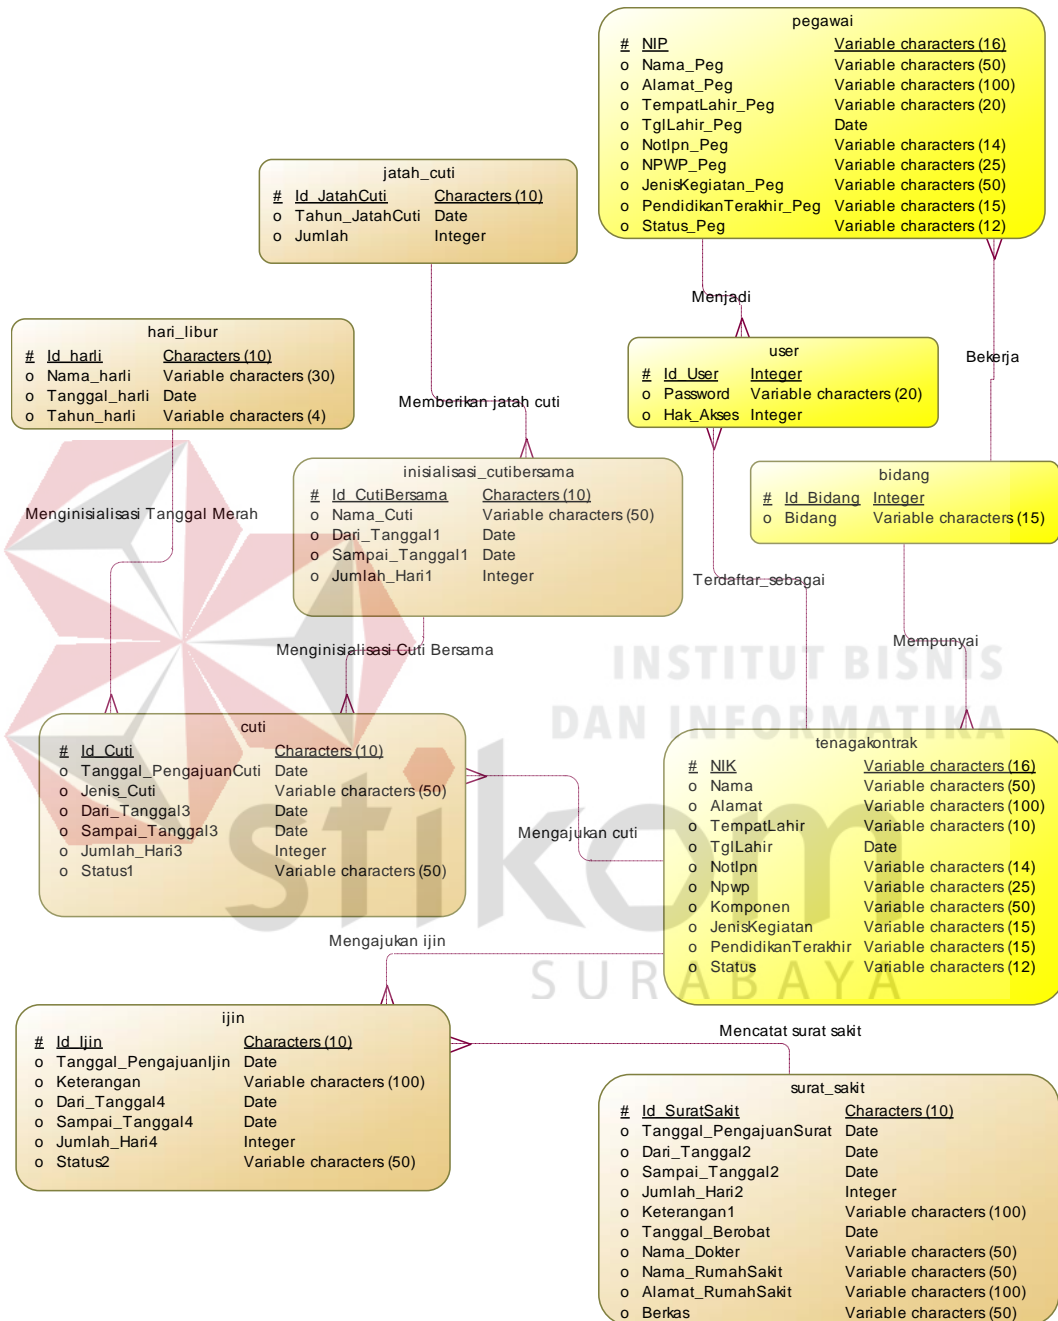 pegawai
# NIP Variable characters (16)
o Nama_Peg Variable characters (50)
o Alamat_Peg Variable characters (100)
o TempatLahir_Peg Variable characters (20)
o TglLahir_Peg Date
o Notlpn_Peg Variable characters (14)
o NPWP_Peg Variable characters (25)
o JenisKegiatan_Peg Variable characters (50)
o PendidikanTerakhir_Peg Variable characters (15)
o Status_Peg Variable characters (12)
jatah_cuti
# Id_JatahCuti Characters (10)
o Tahun_JatahCuti Date
o Jumlah Integer
Menjadi
hari_libur
# Id_harli Characters (10)
o Nama_harli Variable characters (30)
o Tanggal_harli Date
o Tahun_harli Variable characters (4)
user
# Id_User Integer
o Password Variable characters (20)
o Hak_Akses Integer
Bekerja
Memberikan jatah cuti
inisialisasi_cutibersama
# Id_CutiBersama Characters (10)
o Nama_Cuti Variable characters (50)
o Dari_Tanggal1 Date
o Sampai_Tanggal1 Date
o Jumlah_Hari1 Integer
bidang
# Id_Bidang Integer
o Bidang Variable characters (15)
Menginisialisasi Tanggal Merah
Terdaftar_sebagai
Menginisialisasi Cuti Bersama
Mempunyai
INSTITUT BISNIS
DAN INFORMATIKA
stikom
SURABAYA
cuti
# Id_Cuti Characters (10)
o Tanggal_PengajuanCuti Date
o Jenis_Cuti Variable characters (50)
o Dari_Tanggal3 Date
o Sampai_Tanggal3 Date
o Jumlah_Hari3 Integer
o Status1 Variable characters (50)
tenagakontrak
# NIK Variable characters (16)
o Nama Variable characters (50)
o Alamat Variable characters (100)
o TempatLahir Variable characters (10)
o TglLahir Date
o Notlpn Variable characters (14)
o Npwp Variable characters (25)
o Komponen Variable characters (50)
o JenisKegiatan Variable characters (15)
o PendidikanTerakhir Variable characters (15)
o Status Variable characters (12)
Mengajukan cuti
Mengajukan ijin
ijin
# Id_Ijin Characters (10)
o Tanggal_PengajuanIjin Date
o Keterangan Variable characters (100)
o Dari_Tanggal4 Date
o Sampai_Tanggal4 Date
o Jumlah_Hari4 Integer
o Status2 Variable characters (50)
Mencatat surat sakit
surat_sakit
# Id_SuratSakit Characters (10)
o Tanggal_PengajuanSurat Date
o Dari_Tanggal2 Date
o Sampai_Tanggal2 Date
o Jumlah_Hari2 Integer
o Keterangan1 Variable characters (100)
o Tanggal_Berobat Date
o Nama_Dokter Variable characters (50)
o Nama_RumahSakit Variable characters (50)
o Alamat_RumahSakit Variable characters (100)
o Berkas Variable characters (50)